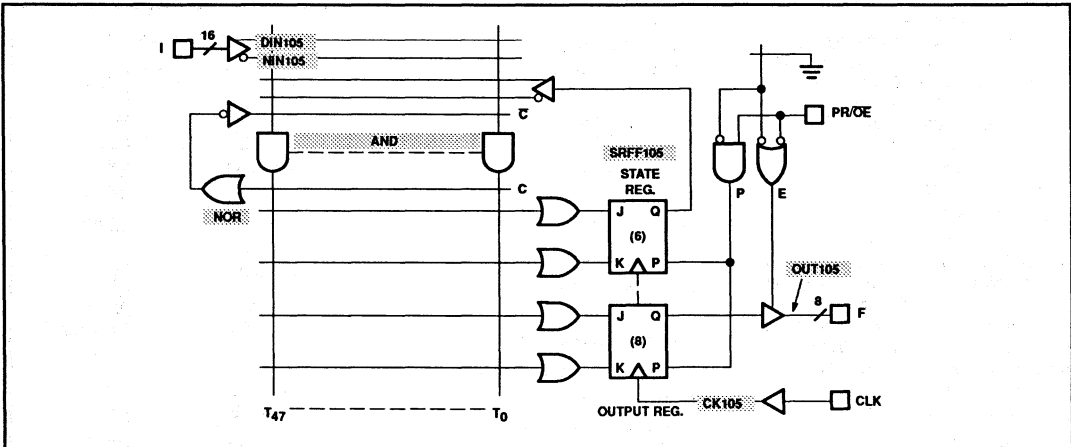 I
16
DIN105
NIN105
C̅
PR/O̅E̅
AND
SRFF105
STATE
REG.
P
E
C
NOR
J
Q
(6)
K
P
OUT105
J
Q
8
F
(8)
K
P
T47
T0
OUTPUT REG.
CK105
CLK